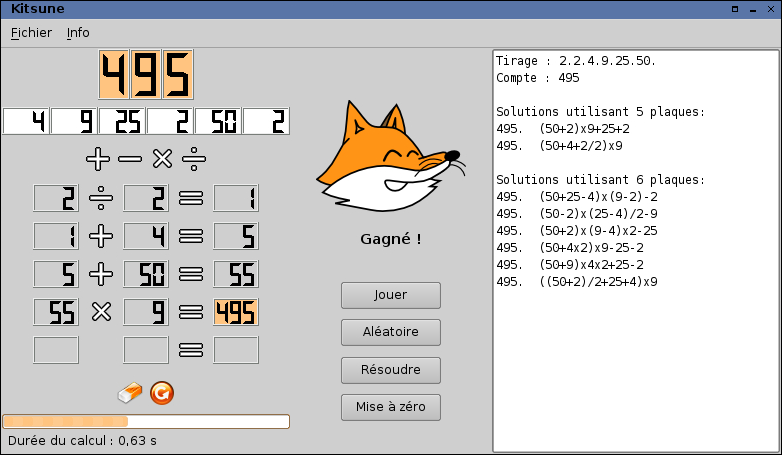 Kitsune
Fichier Info
495
4 9 25 2 50 2
+ − × ÷
2 ÷ 2 = 1
1 + 4 = 5
5 + 50 = 55
55 × 9 = 495
=
Durée du calcul : 0,63 s
Gagné !
Jouer
Aléatoire
Résoudre
Mise à zéro
Tirage : 2.2.4.9.25.50.
Compte : 495
Solutions utilisant 5 plaques:
495. (50+2)x9+25+2
495. (50+4+2/2)x9
Solutions utilisant 6 plaques:
495. (50+25-4)x(9-2)-2
495. (50-2)x(25-4)/2-9
495. (50+2)x(9-4)x2-25
495. (50+4x2)x9-25-2
495. (50+9)x4x2+25-2
495. ((50+2)/2+25+4)x9